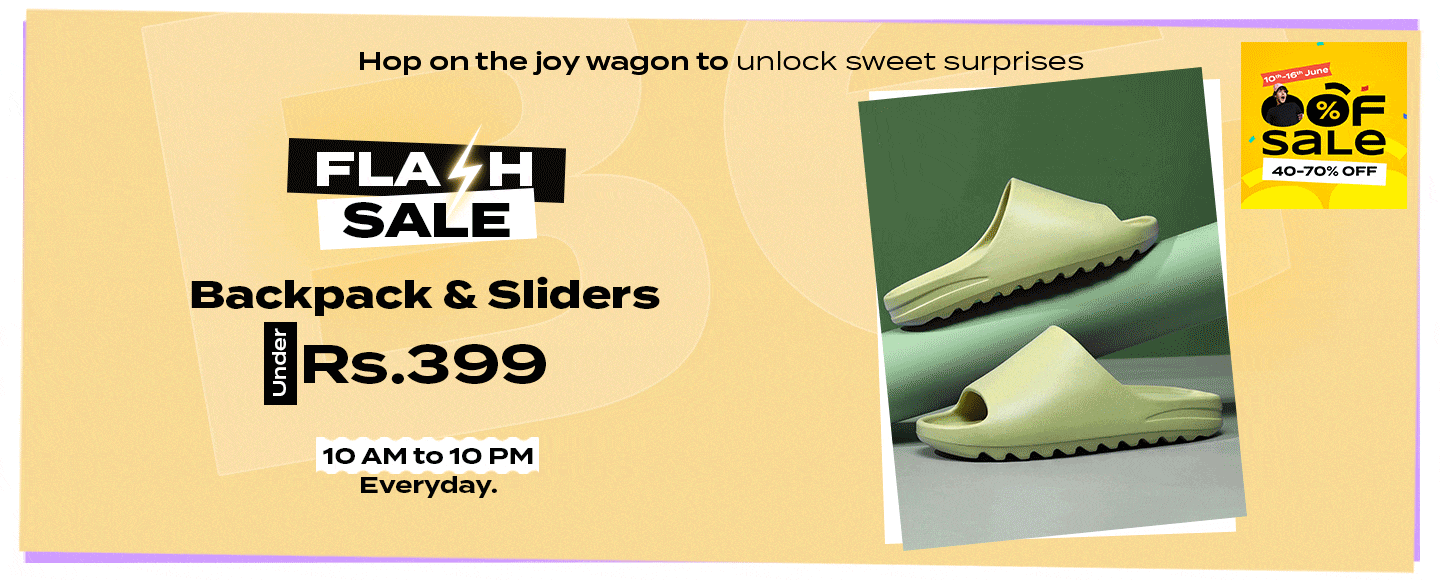 Hop on the joy wagon to unlock sweet surprises
10th-16th June
OOF
SALE
40-70% OFF
FLASH
SALE
Backpack & Sliders
Under Rs.399
10 AM to 10 PM
Everyday.